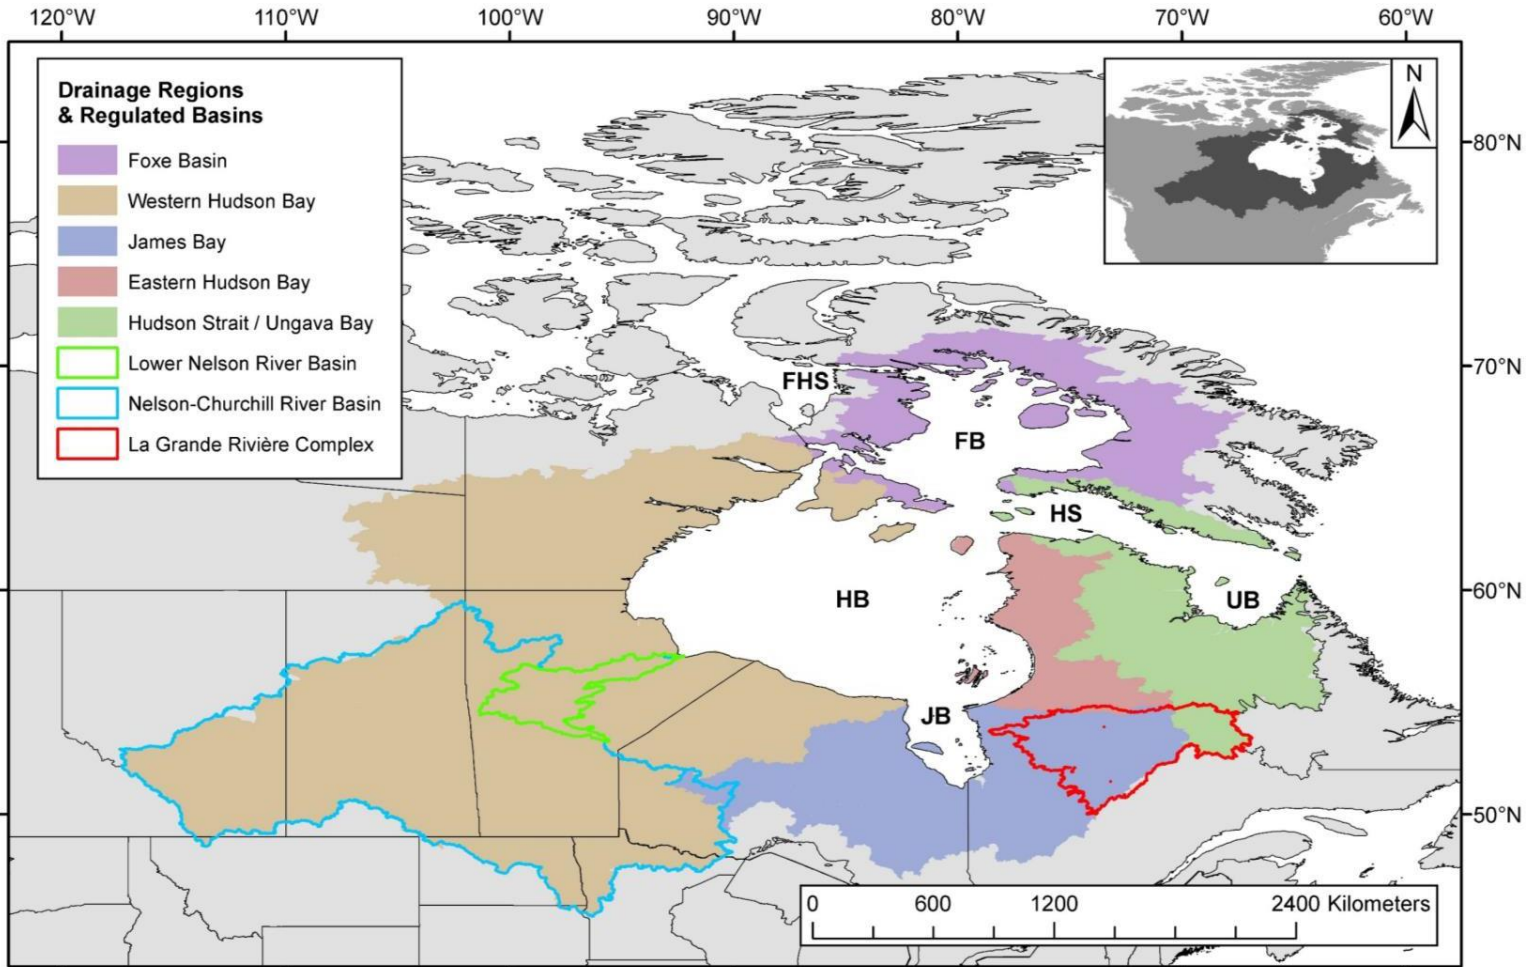 120°W 110°W 100°W 90°W 80°W 70°W 60°W
Drainage Regions
& Regulated Basins
Foxe Basin
Western Hudson Bay
James Bay
Eastern Hudson Bay
Hudson Strait / Ungava Bay
Lower Nelson River Basin
Nelson-Churchill River Basin
La Grande Rivière Complex
N
80°N
70°N
60°N
50°N
FHS
FB
HS
HB
UB
JB
0 600 1200 2400 Kilometers